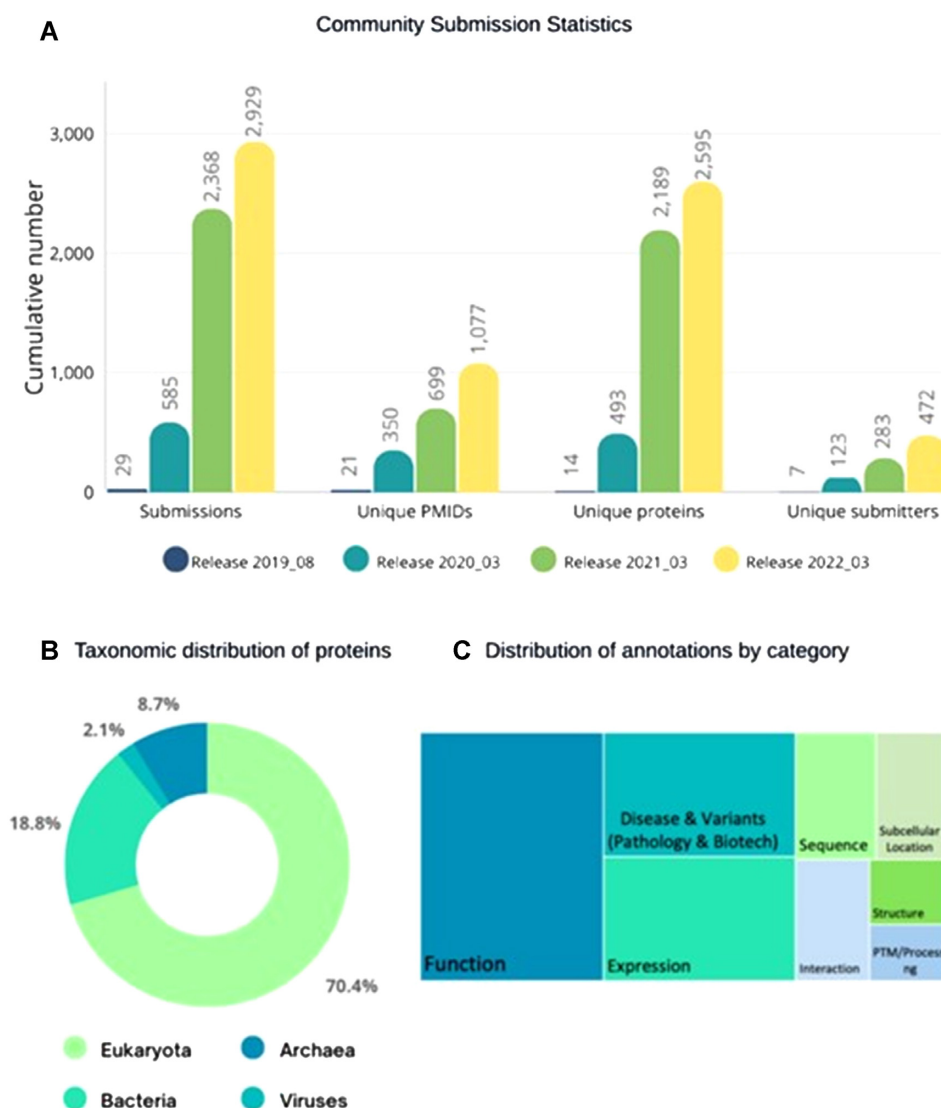 A
Community Submission Statistics
Cumulative number
3,000
2,000
1,000
0
29
585
2,368
2,929
21
350
699
1,077
14
493
2,189
2,595
7
123
283
472
Submissions
Unique PMIDs
Unique proteins
Unique submitters
Release 2019_08
Release 2020_03
Release 2021_03
Release 2022_03
B Taxonomic distribution of proteins
8.7%
2.1%
18.8%
70.4%
Eukaryota
Archaea
Bacteria
Viruses
C Distribution of annotations by category
Function
Disease & Variants
(Pathology & Biotech)
Expression
Sequence
Subcellular
Location
Interaction
Structure
PTM/Processi
ng